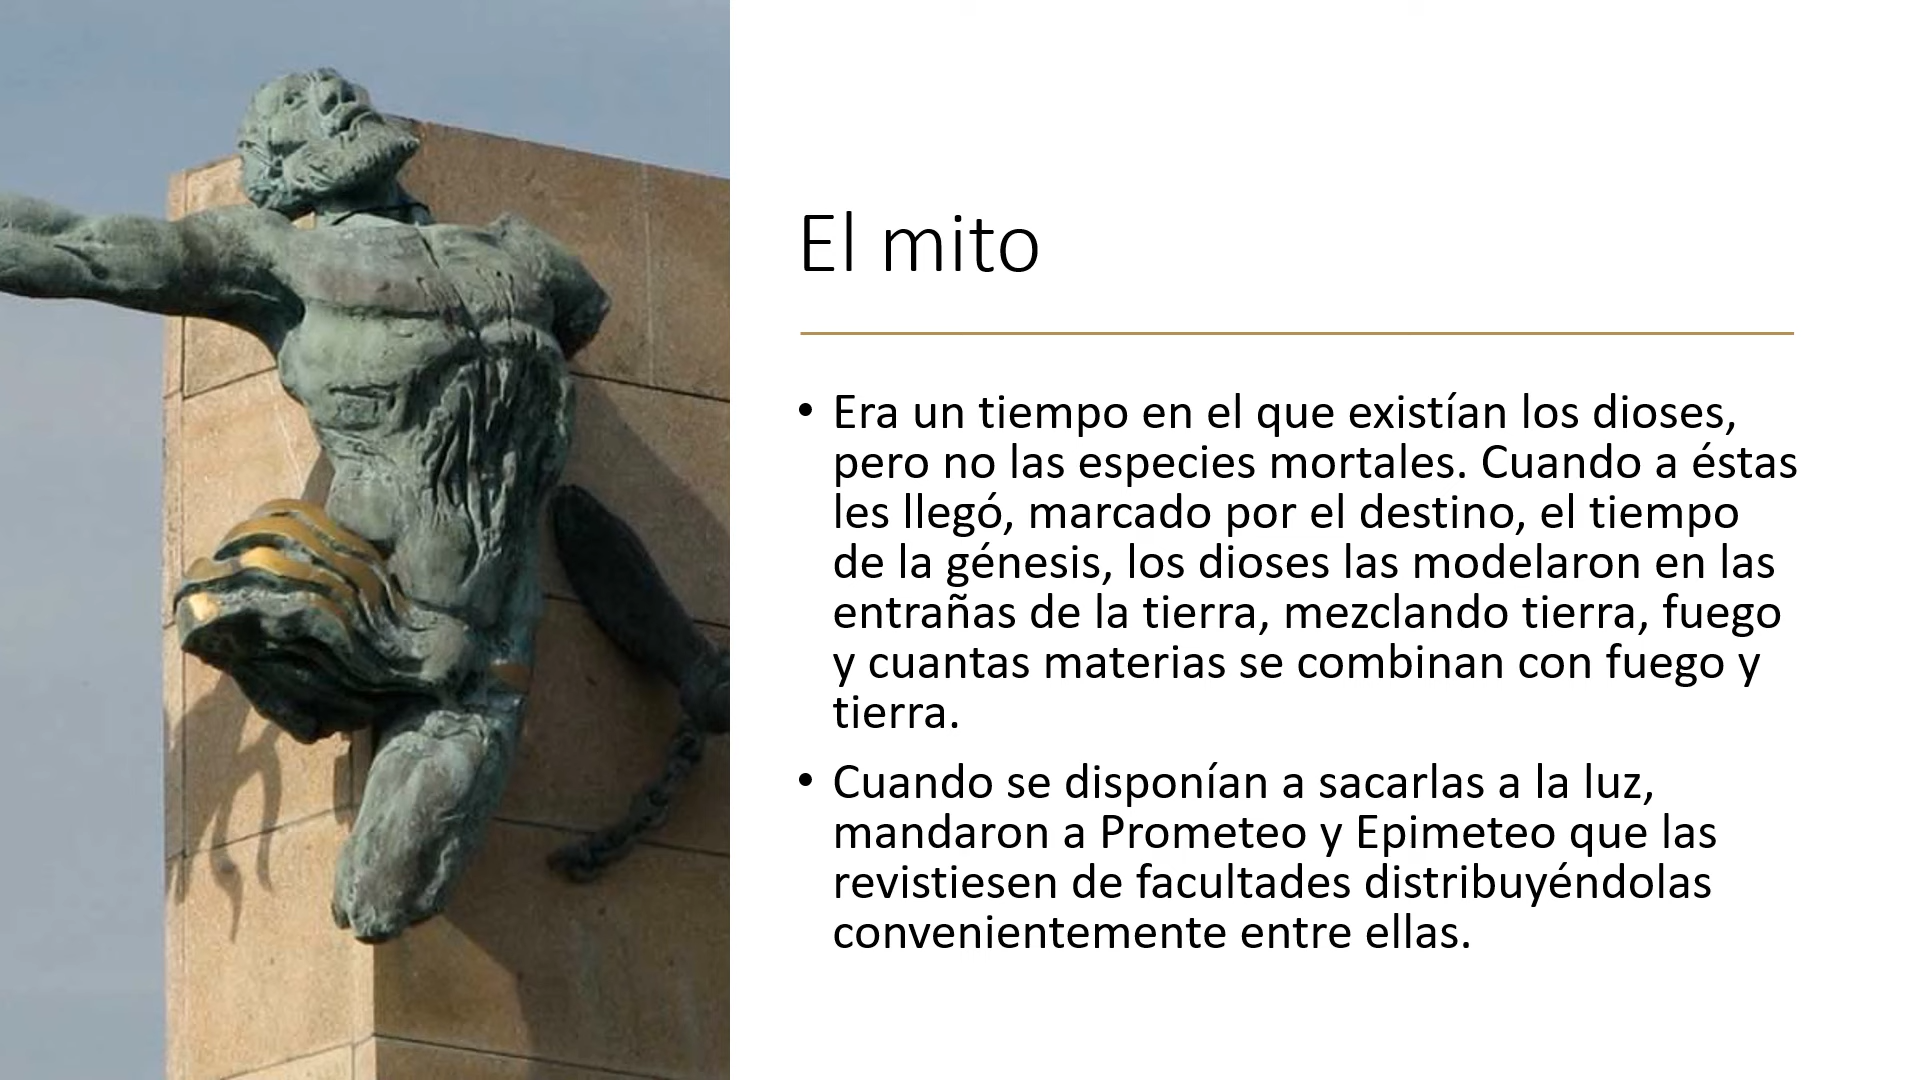 El mito
• Era un tiempo en el que existían los dioses,
pero no las especies mortales. Cuando a éstas
les llegó, marcado por el destino, el tiempo
de la génesis, los dioses las modelaron en las
entrañas de la tierra, mezclando tierra, fuego
y cuantas materias se combinan con fuego y
tierra.
• Cuando se disponían a sacarlas a la luz,
mandaron a Prometeo y Epimeteo que las
revistiesen de facultades distribuyéndolas
convenientemente entre ellas.